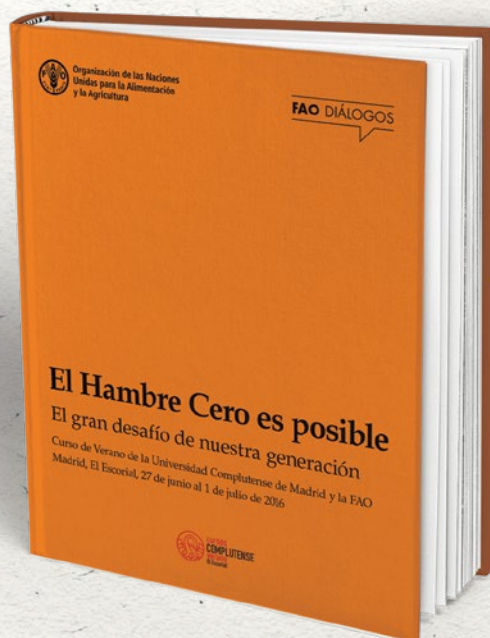 Organización de las Naciones
Unidas para la Alimentación
y la Agricultura
FAO DIÁLOGOS
El Hambre Cero es posible
El gran desafío de nuestra generación
Curso de Verano de la Universidad Complutense de Madrid y la FAO
Madrid, El Escorial, 27 de junio al 1 de julio de 2016
COMPLUTENSE